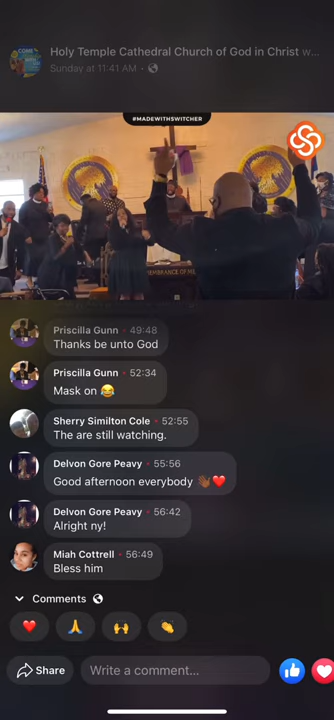 Holy Temple Cathedral Church of God in Christ w...
Sunday at 11:41 AM ·
#MADEWITHSWITCHER
REMBRANCE OF ME
Priscilla Gunn • 49:48
Thanks be unto God
Priscilla Gunn • 52:34
Mask on 😂
Sherry Similton Cole • 52:55
The are still watching.
Delvon Gore Peavy • 55:56
Good afternoon everybody 👋🏾❤️
Delvon Gore Peavy • 56:42
Alright ny!
Miah Cottrell • 56:49
Bless him
Comments
Share
Write a comment...